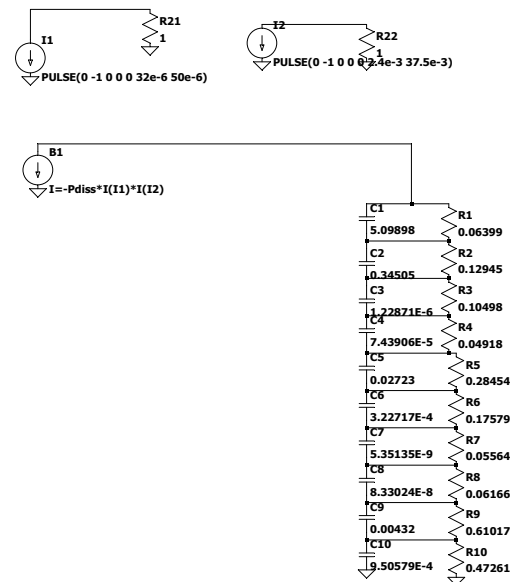 I1
R21
1
PULSE(0 -1 0 0 0 32e-6 50e-6)
I2
R22
1
PULSE(0 -1 0 0 0 2.4e-3 37.5e-3)
B1
I=-Pdiss*I(I1)*I(I2)
C1
5.09898
R1
0.06399
C2
0.34505
R2
0.12945
C3
1.22871E-6
R3
0.10498
C4
7.43906E-5
R4
0.04918
C5
0.02723
R5
0.28454
C6
3.22717E-4
R6
0.17579
C7
5.35135E-9
R7
0.05564
C8
8.33024E-8
R8
0.06166
C9
0.00432
R9
0.61017
C10
9.50579E-4
R10
0.47261